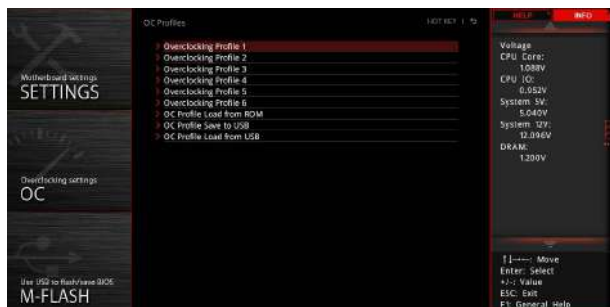 OC Profiles
HOT KEY |
HELP
INFO
Overclocking Profile 1
Overclocking Profile 2
Overclocking Profile 3
Overclocking Profile 4
Overclocking Profile 5
Overclocking Profile 6
OC Profile Load from ROM
OC Profile Save to USB
OC Profile Load from USB
Motherboard settings
SETTINGS
Overclocking settings
OC
Use USB to flash/save BIOS
M-FLASH
Voltage
CPU Core:
1.088V
CPU IO:
0.952V
System 5V:
5.040V
System 12V:
12.096V
DRAM:
1.200V
↑↓→←: Move
Enter: Select
+/-: Value
ESC: Exit
F1: General Help